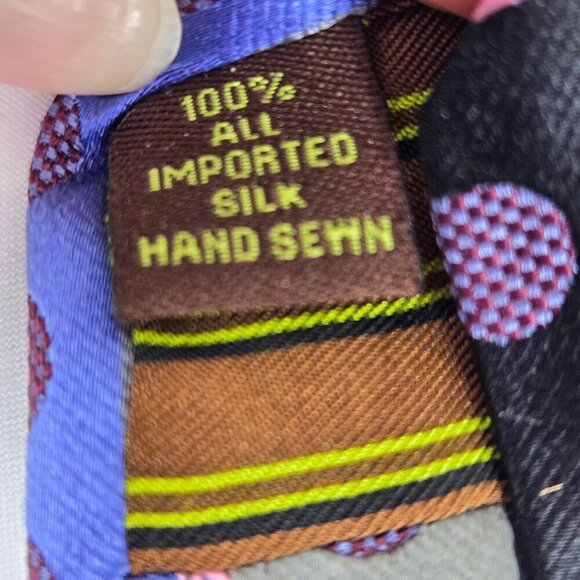 100%
ALL
IMPORTED
SILK
HAND SEWN